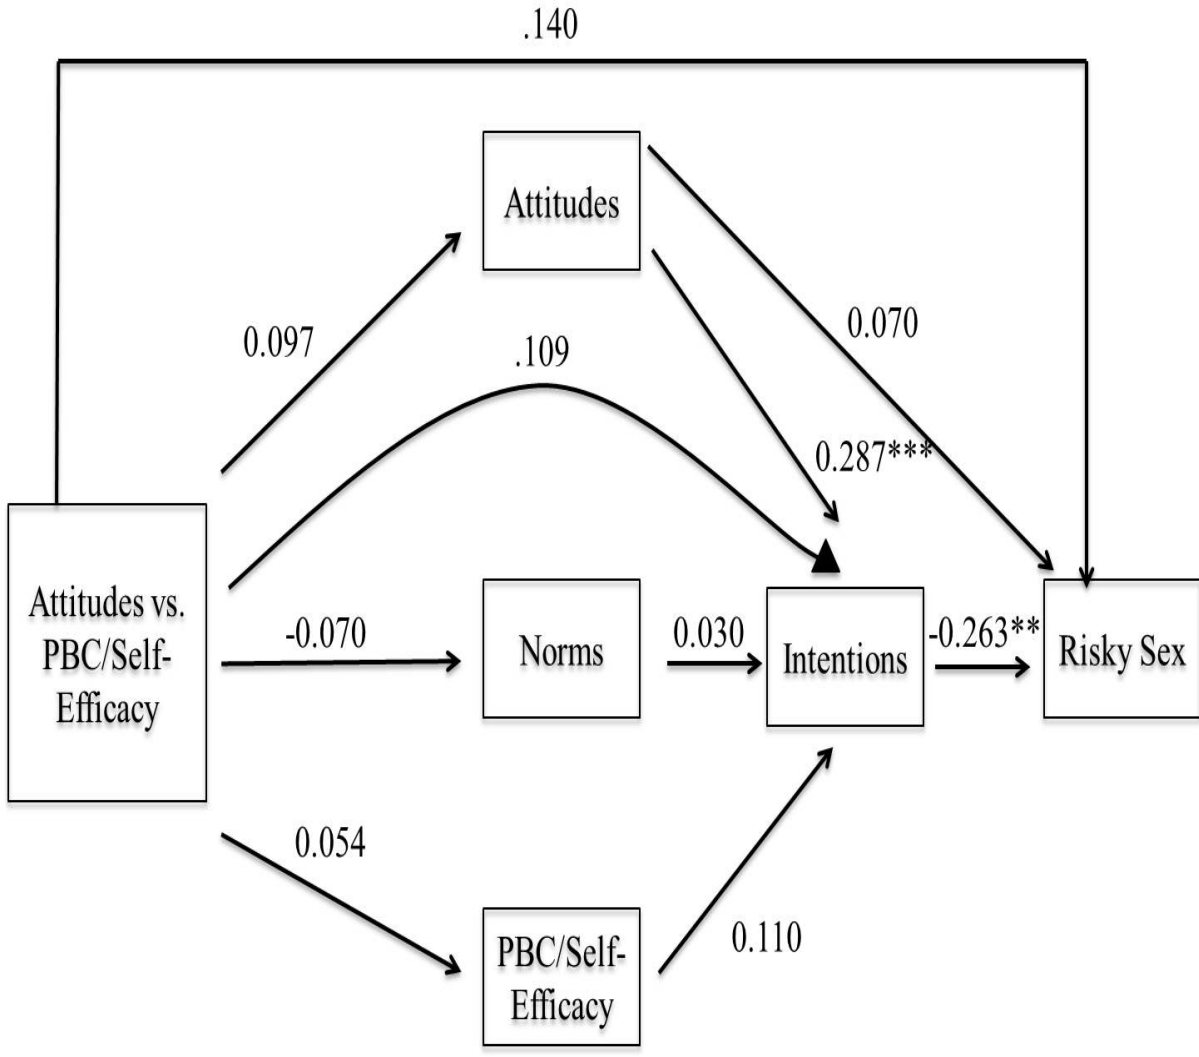 .140
Attitudes
0.070
0.097
.109
0.287***
Attitudes vs.
PBC/Self-
Efficacy
-0.070
Norms
0.030
Intentions
-0.263**
Risky Sex
0.054
PBC/Self-
Efficacy
0.110